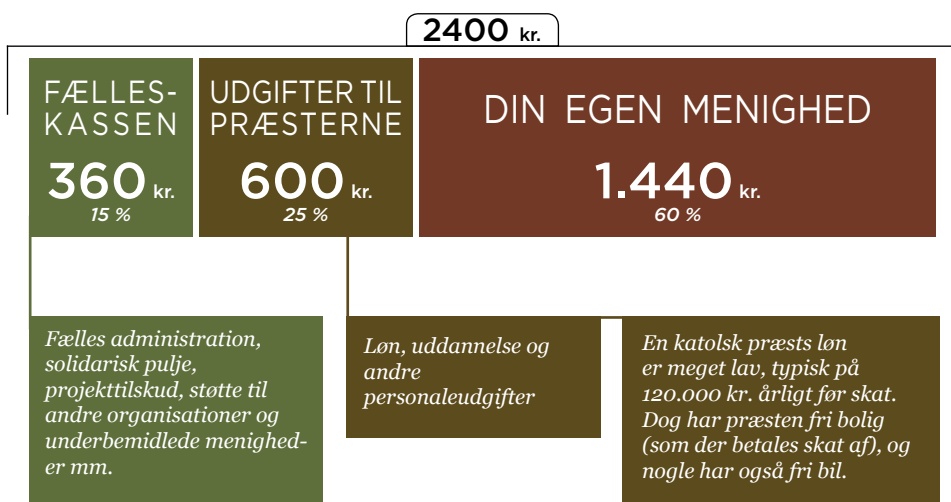 2400 kr.
FÆLLES-
KASSEN
360 kr.
15 %
UDGIFTER TIL
PRÆSTERNE
600 kr.
25 %
DIN EGEN MENIGHED
1.440 kr.
60 %
Fælles administration,
solidarisk pulje,
projekttilskud, støtte til
andre organisationer og
underbemidlede menighed-
er mm.
Løn, uddannelse og
andre
personaleudgifter
En katolsk præsts løn
er meget lav, typisk på
120.000 kr. årligt før skat.
Dog har præsten fri bolig
(som der betales skat af), og
nogle har også fri bil.